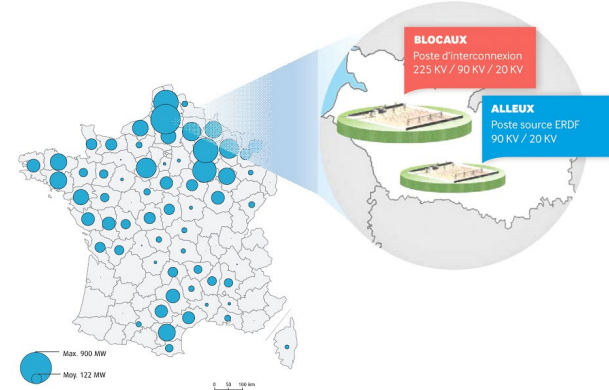 BLOCAUX
Poste d'interconnexion
225 KV / 90 KV / 20 KV
ALLEUX
Poste source ERDF
90 KV / 20 KV
Max. 900 MW
Moy. 122 MW
0 50 100 km